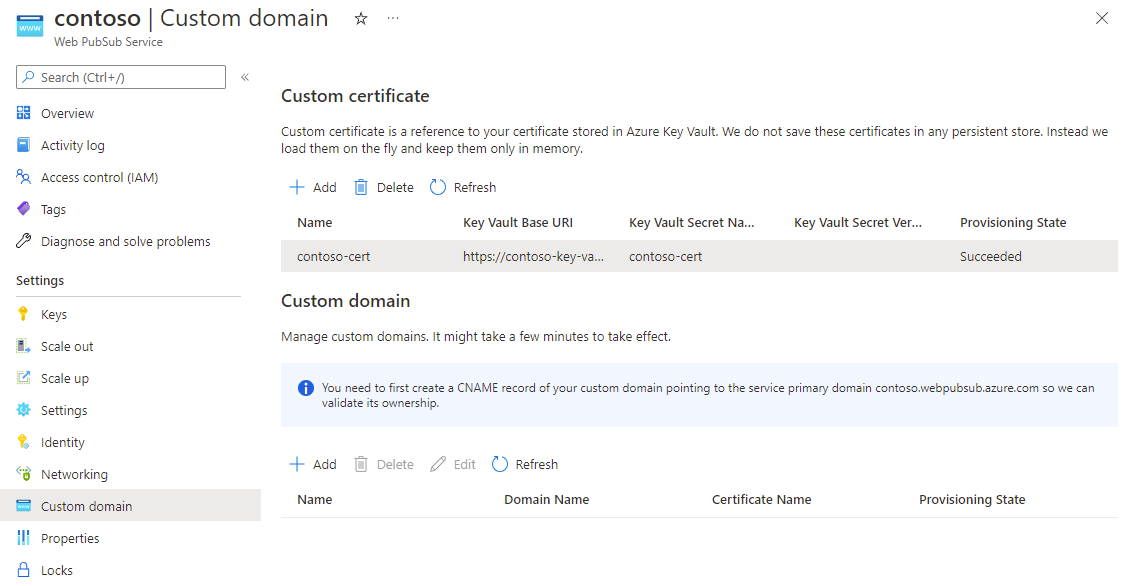 contoso | Custom domain
Web PubSub Service
Search (Ctrl+/)
Overview
Activity log
Access control (IAM)
Tags
Diagnose and solve problems
Settings
Keys
Scale out
Scale up
Settings
Identity
Networking
Custom domain
Properties
Locks
Custom certificate
Custom certificate is a reference to your certificate stored in Azure Key Vault. We do not save these certificates in any persistent store. Instead we
load them on the fly and keep them only in memory.
Add Delete Refresh
Name Key Vault Base URI Key Vault Secret Na... Key Vault Secret Ver... Provisioning State
contoso-cert https://contoso-key-va... contoso-cert Succeeded
Custom domain
Manage custom domains. It might take a few minutes to take effect.
You need to first create a CNAME record of your custom domain pointing to the service primary domain contoso.webpubsub.azure.com so we can
validate its ownership.
Add Delete Edit Refresh
Name Domain Name Certificate Name Provisioning State